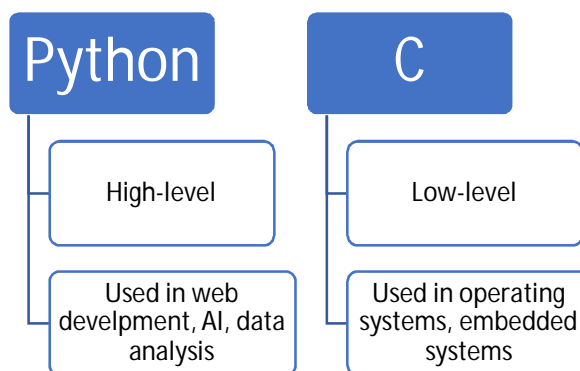 Python
High-level
Used in web
develpment, AI, data
analysis
C
Low-level
Used in operating
systems, embedded
systems